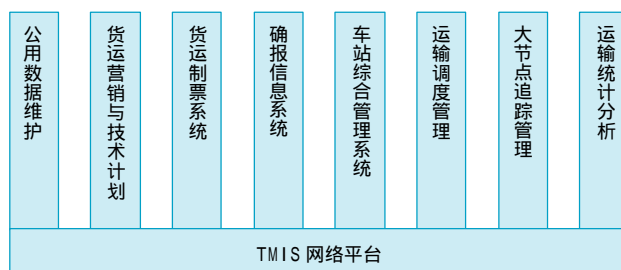 公用数据维护
货运营销与技术计划
货运制票系统
确报信息系统
车站综合管理系统
运输调度管理
大节点追踪管理
运输统计分析
TMIS 网络平台